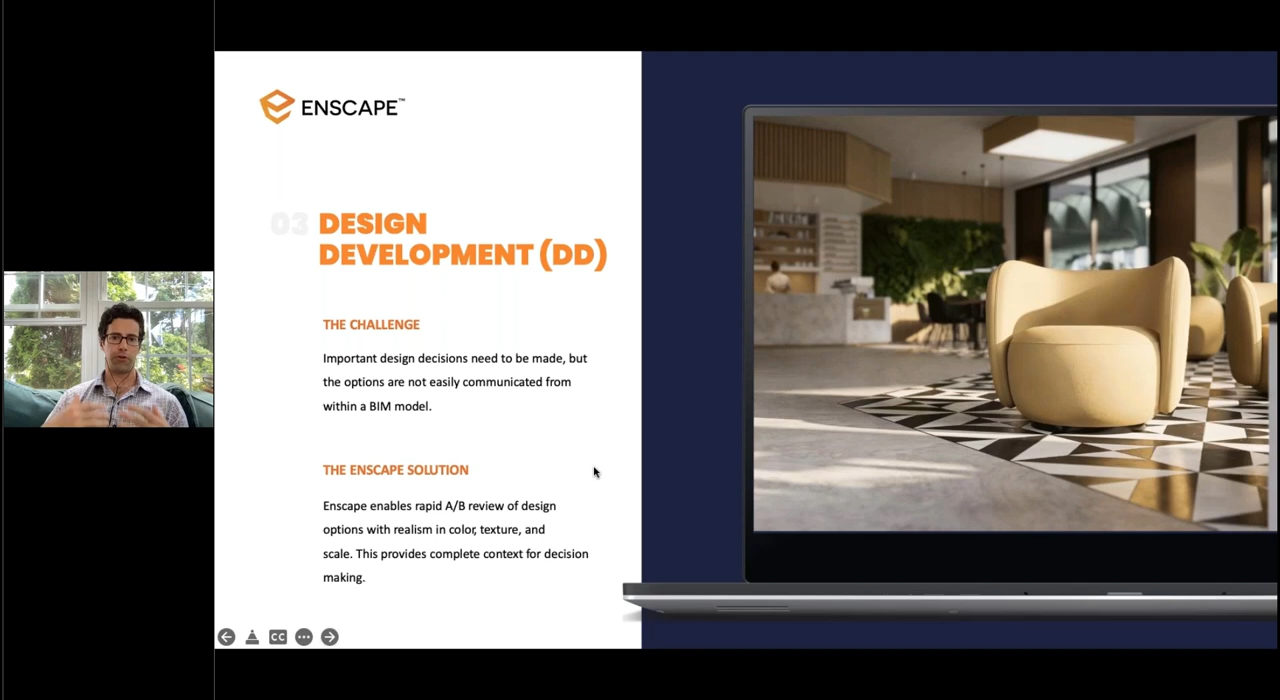 ENSCAPE™
03 DESIGN
DEVELOPMENT (DD)
THE CHALLENGE
Important design decisions need to be made, but
the options are not easily communicated from
within a BIM model.
THE ENSCAPE SOLUTION
Enscape enables rapid A/B review of design
options with realism in color, texture, and
scale. This provides complete context for decision
making.
CC